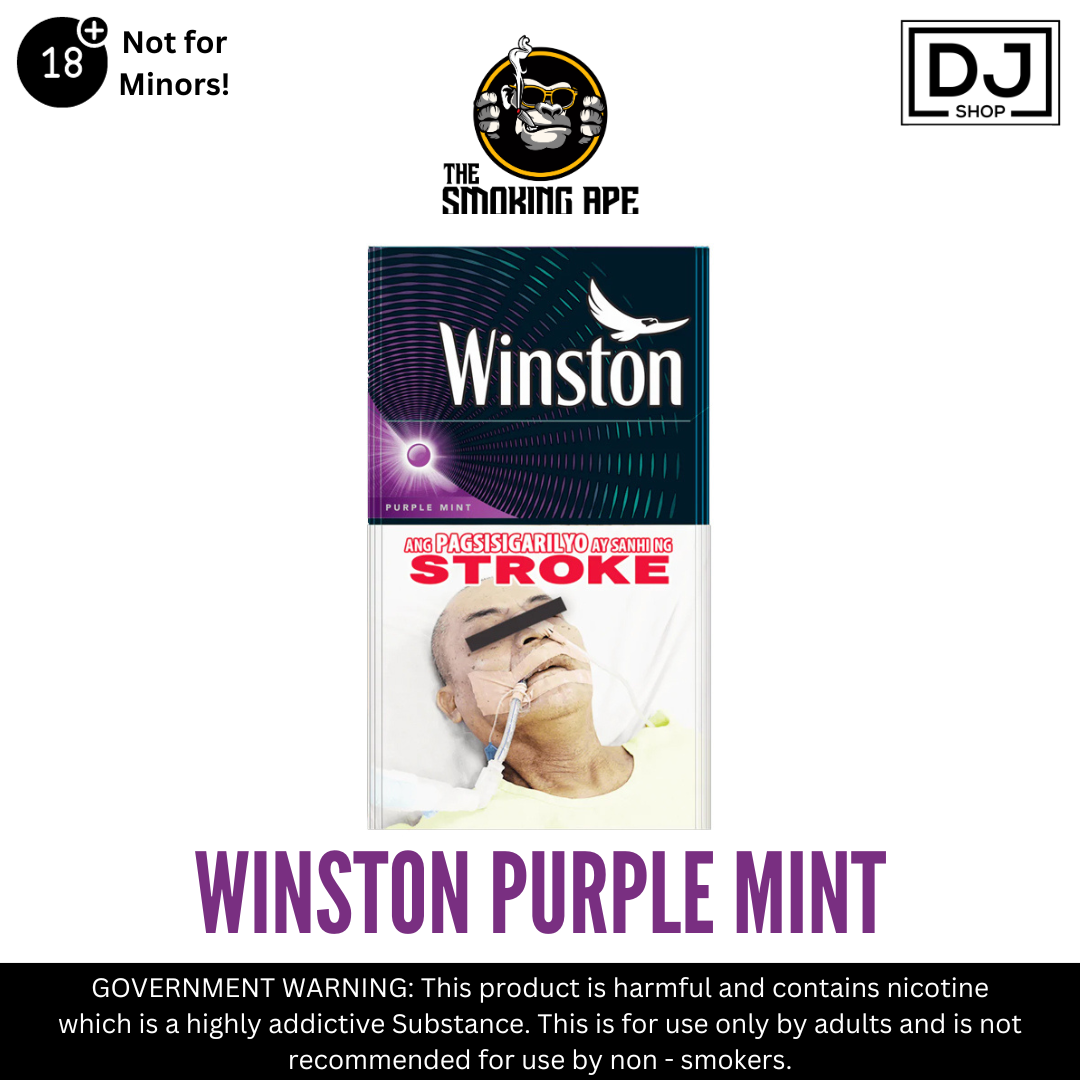 18+
Not for
Minors!
DJ
SHOP
THE
SMOKING APE
Winston
PURPLE MINT
ANG PAGSISIGARILYO AY SANHI NG
STROKE
WINSTON PURPLE MINT
GOVERNMENT WARNING: This product is harmful and contains nicotine
which is a highly addictive Substance. This is for use only by adults and is not
recommended for use by non - smokers.